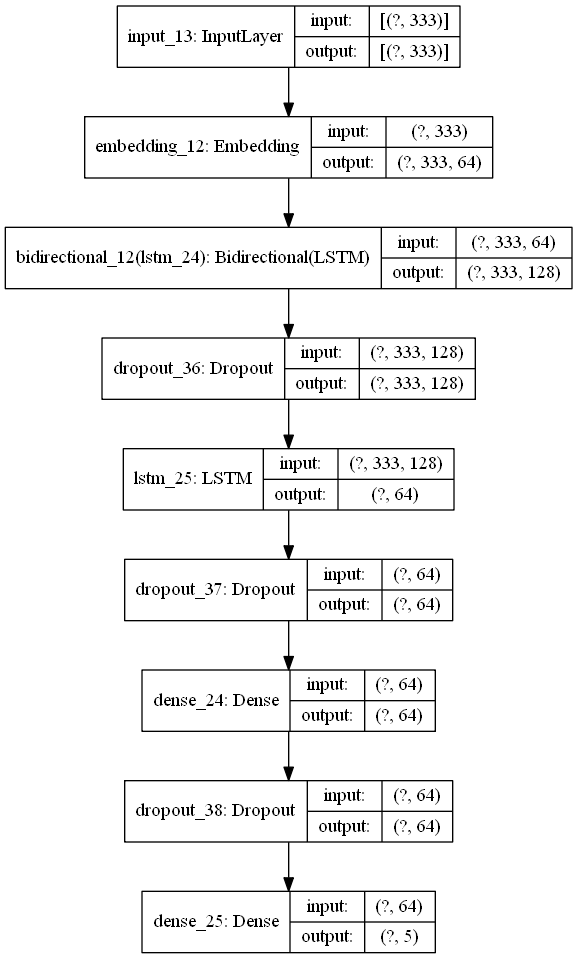 input_13: InputLayer
input: [(?, 333)]
output: [(?, 333)]
embedding_12: Embedding
input: (?, 333)
output: (?, 333, 64)
bidirectional_12(lstm_24): Bidirectional(LSTM)
input: (?, 333, 64)
output: (?, 333, 128)
dropout_36: Dropout
input: (?, 333, 128)
output: (?, 333, 128)
lstm_25: LSTM
input: (?, 333, 128)
output: (?, 64)
dropout_37: Dropout
input: (?, 64)
output: (?, 64)
dense_24: Dense
input: (?, 64)
output: (?, 64)
dropout_38: Dropout
input: (?, 64)
output: (?, 64)
dense_25: Dense
input: (?, 64)
output: (?, 5)